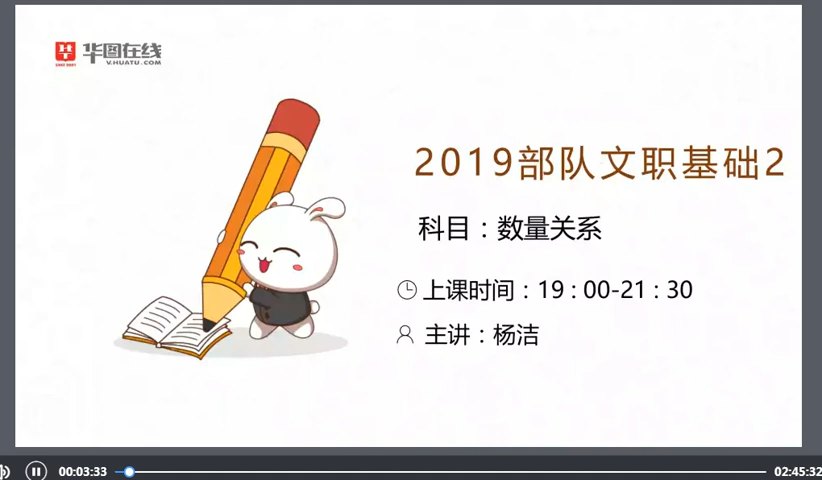 华图在线
V.HUATU.COM
2019部队文职基础2
科目：数量关系
上课时间：19：00-21：30
主讲：杨洁
00:03:33
02:45:32